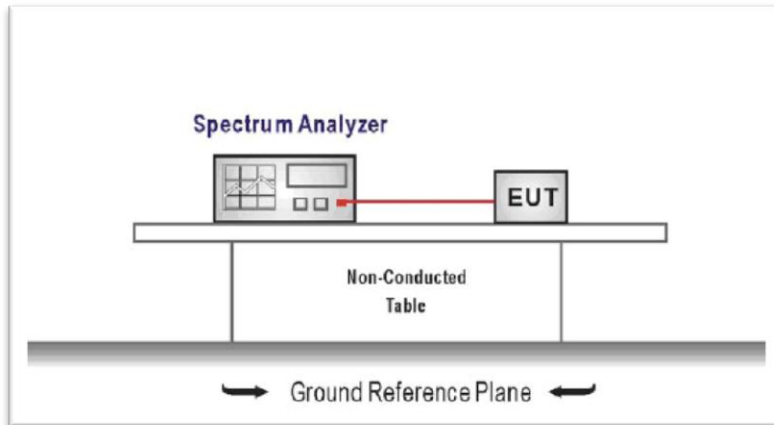 Spectrum Analyzer
EUT
Non-Conducted
Table
Ground Reference Plane